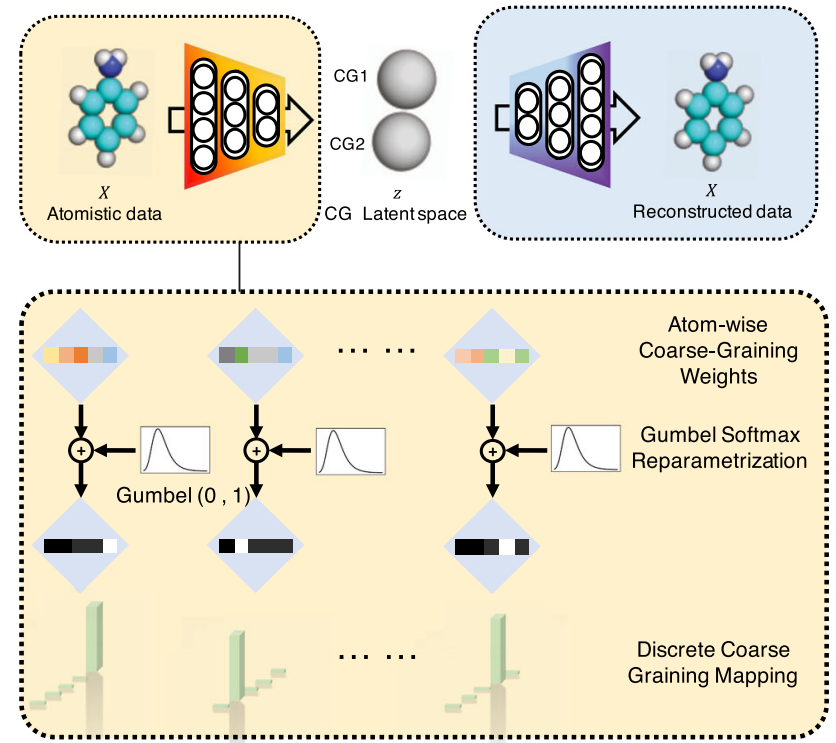 CG1
CG2
X
Atomistic data
z
CG Latent space
X
Reconstructed data
... ...
Atom-wise
Coarse-Graining
Weights
+
+
+
Gumbel Softmax
Reparametrization
Gumbel (0 , 1)
... ...
Discrete Coarse
Graining Mapping